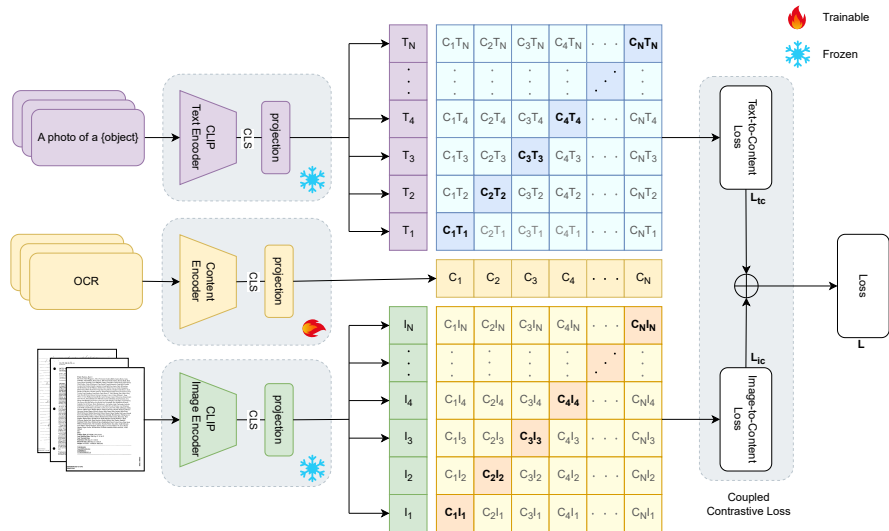 Trainable
Frozen
A photo of a {object}
CLIP
Text Encoder
CLS
projection
T_N
T_4
T_3
T_2
T_1
C_1T_N C_2T_N C_3T_N C_4T_N · · · C_NT_N
C_1T_4 C_2T_4 C_3T_4 C_4T_4 · · · C_NT_4
C_1T_3 C_2T_3 C_3T_3 C_4T_3 · · · C_NT_3
C_1T_2 C_2T_2 C_3T_2 C_4T_2 · · · C_NT_2
C_1T_1 C_2T_1 C_3T_1 C_4T_1 · · · C_NT_1
Text-to-Content
Loss
L_tc
OCR
Content
Encoder
CLS
projection
C_1 C_2 C_3 C_4 · · · C_N
Loss
L
CLIP
Image Encoder
CLS
projection
I_N
I_4
I_3
I_2
I_1
C_1I_N C_2I_N C_3I_N C_4I_N · · · C_NI_N
C_1I_4 C_2I_4 C_3I_4 C_4I_4 · · · C_NI_4
C_1I_3 C_2I_3 C_3I_3 C_4I_3 · · · C_NI_3
C_1I_2 C_2I_2 C_3I_2 C_4I_2 · · · C_NI_2
C_1I_1 C_2I_1 C_3I_1 C_4I_1 · · · C_NI_1
L_ic
Image-to-Content
Loss
Coupled
Contrastive Loss